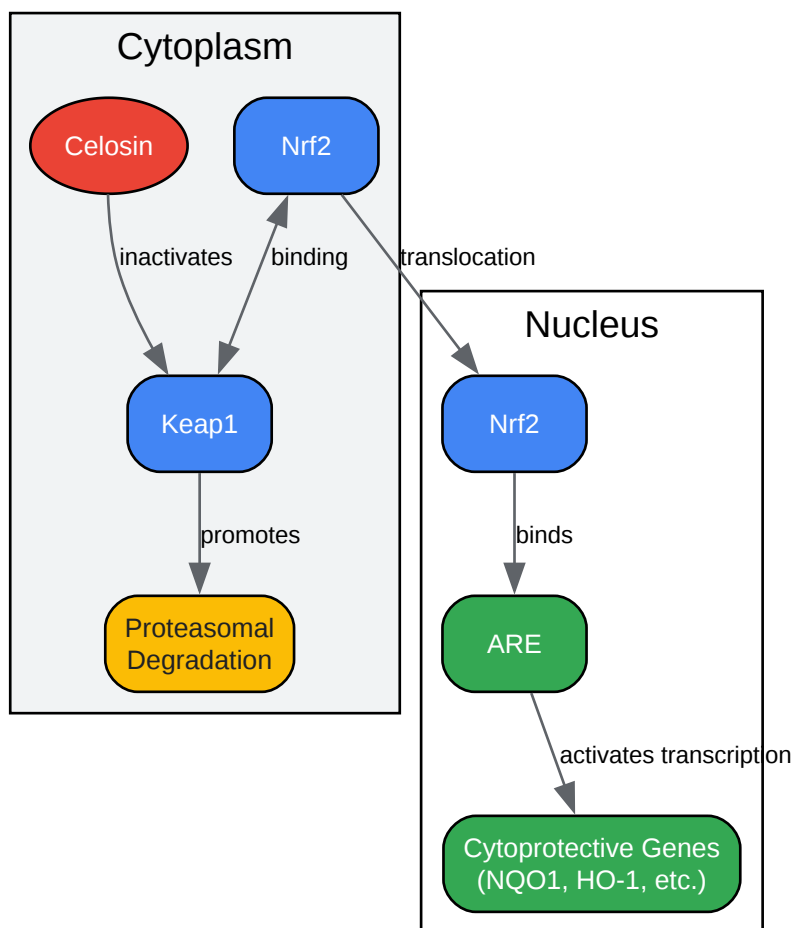 Cytoplasm
Celosin
Nrf2
inactivates
binding
translocation
Nucleus
Keap1
Nrf2
promotes
binds
Proteasomal
Degradation
ARE
activates transcription
Cytoprotective Genes
(NQO1, HO-1, etc.)